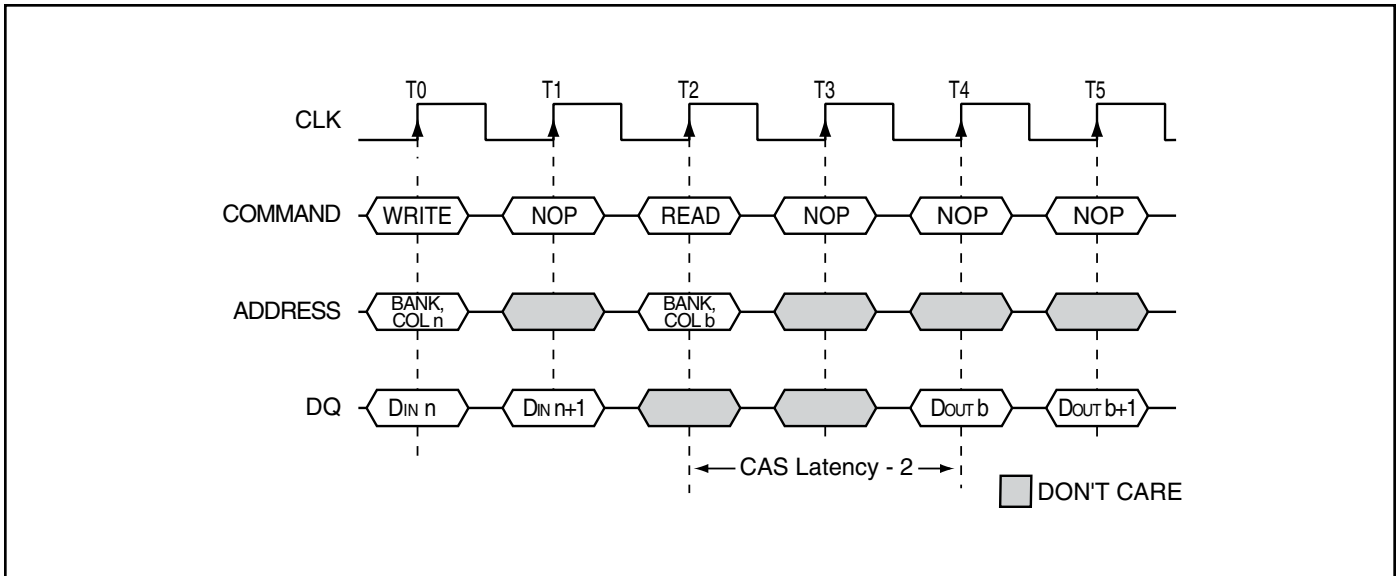 T0 T1 T2 T3 T4 T5
CLK
COMMAND WRITE NOP READ NOP NOP NOP
ADDRESS BANK, COL n BANK, COL b
DQ DIN n DIN n+1 DOUT b DOUT b+1
CAS Latency - 2
DON'T CARE